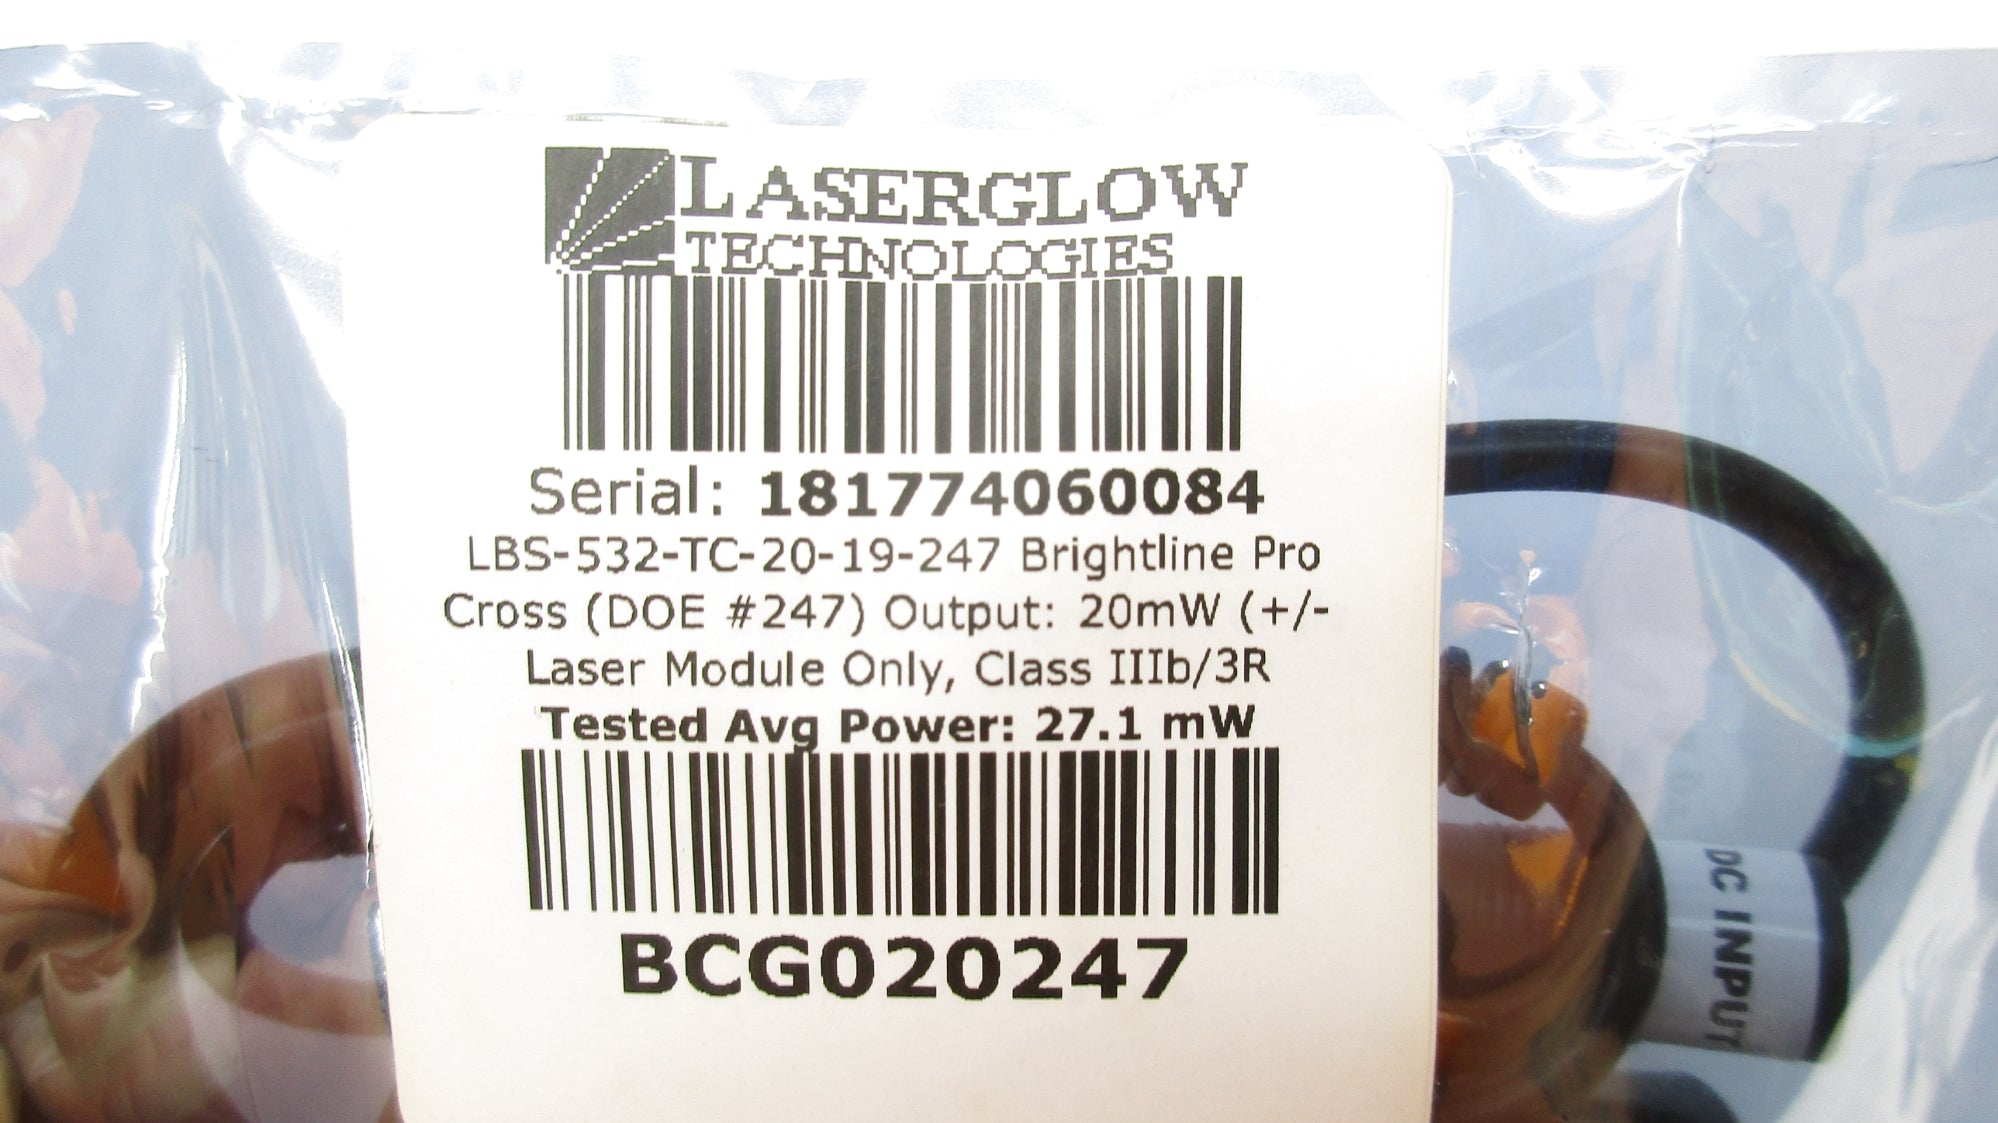 LASERGLOW
TECHNOLOGIES
Serial: 181774060084
LBS-532-TC-20-19-247 Brightline Pro
Cross (DOE #247) Output: 20mW (+/-
Laser Module Only, Class IIIb/3R
Tested Avg Power: 27.1 mW
BCG020247
DC INPUT